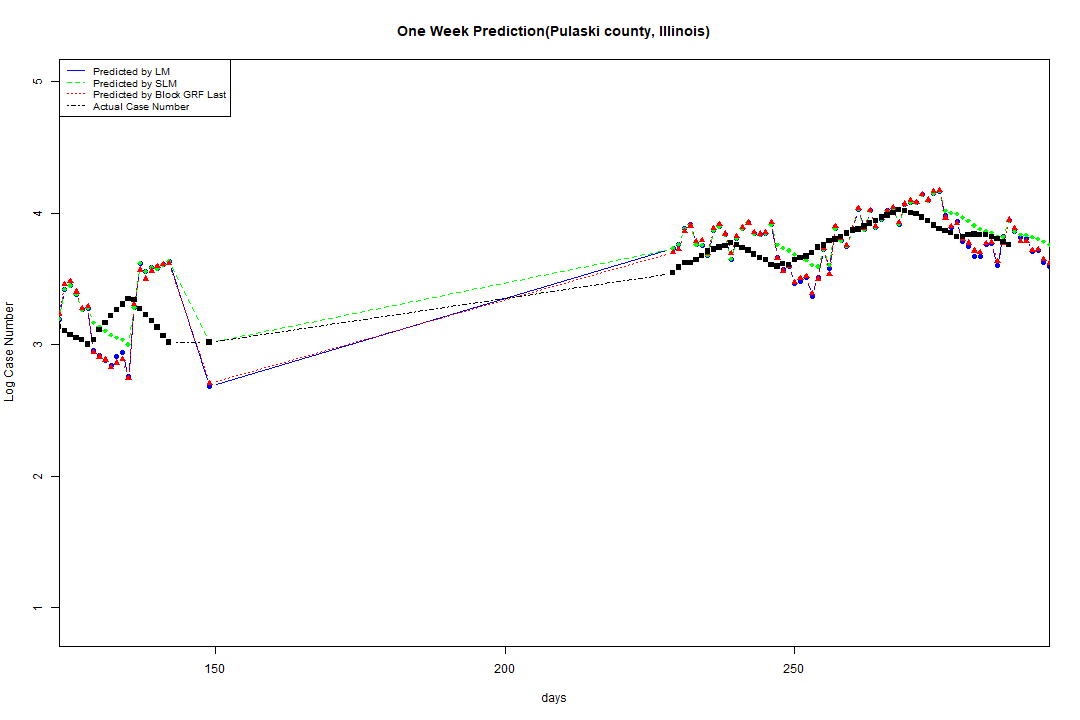 One Week Prediction(Pulaski county, Illinois)
Predicted by LM
Predicted by SLM
Predicted by Block GRF Last
Actual Case Number
5
4
3
2
1
Log Case Number
150
200
250
days